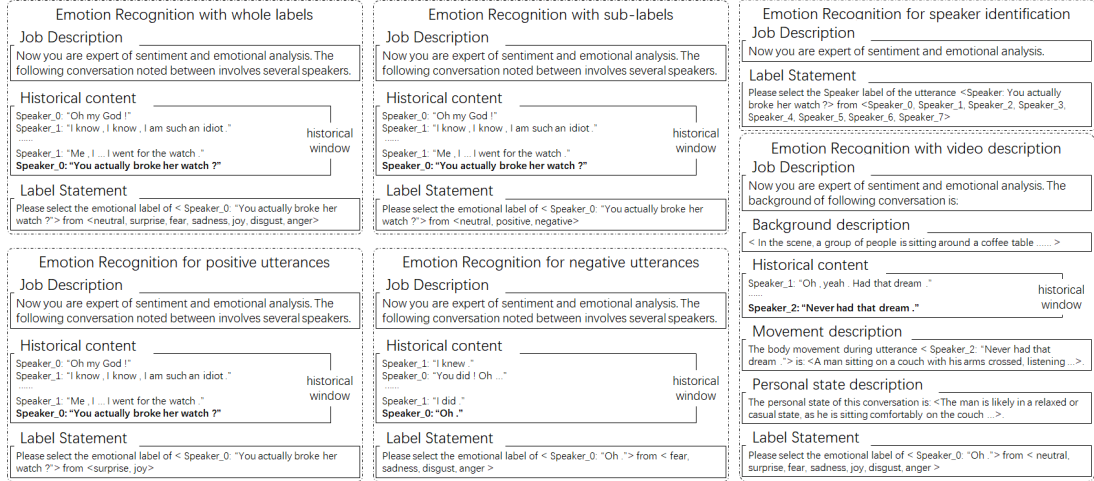 Emotion Recognition with whole labels
Job Description
Now you are expert of sentiment and emotional analysis. The
following conversation noted between involves several speakers.
Historical content
Speaker_0: "Oh my God !"
Speaker_1: "I know , I know , I am such an idiot ."
......
Speaker_1: "Me , I ... I went for the watch ."
Speaker_0: "You actually broke her watch ?"
historical
window
Label Statement
Please select the emotional label of < Speaker_0: "You actually broke her
watch ?"> from <neutral, surprise, fear, sadness, joy, disgust, anger>
Emotion Recognition with sub-labels
Job Description
Now you are expert of sentiment and emotional analysis. The
following conversation noted between involves several speakers.
Historical content
Speaker_0: "Oh my God !"
Speaker_1: "I know , I know , I am such an idiot ."
......
Speaker_1: "Me , I ... I went for the watch ."
Speaker_0: "You actually broke her watch ?"
historical
window
Label Statement
Please select the emotional label of < Speaker_0: "You actually broke her
watch ?"> from <neutral, positive, negative>
Emotion Recognition for positive utterances
Job Description
Now you are expert of sentiment and emotional analysis. The
following conversation noted between involves several speakers.
Historical content
Speaker_0: "Oh my God !"
Speaker_1: "I know , I know , I am such an idiot ."
......
Speaker_1: "Me , I ... I went for the watch ."
Speaker_0: "You actually broke her watch ?"
historical
window
Label Statement
Please select the emotional label of < Speaker_0: "You actually broke her
watch ?"> from <surprise, joy>
Emotion Recognition for negative utterances
Job Description
Now you are expert of sentiment and emotional analysis. The
following conversation noted between involves several speakers.
Historical content
Speaker_1: "I knew ."
Speaker_0: "You did ! Oh ..."
......
Speaker_1: "I did ."
Speaker_0: "Oh ."
historical
window
Label Statement
Please select the emotional label of < Speaker_0: "Oh ."> from < fear,
sadness, disgust, anger >
Emotion Recognition for speaker identification
Job Description
Now you are expert of sentiment and emotional analysis.
Label Statement
Please select the Speaker label of the utterance <Speaker: You actually
broke her watch ?> from <Speaker_0, Speaker_1, Speaker_2, Speaker_3,
Speaker_4, Speaker_5, Speaker_6, Speaker_7>
Emotion Recognition with video description
Job Description
Now you are expert of sentiment and emotional analysis. The
background of following conversation is:
Background description
< In the scene, a group of people is sitting around a coffee table ...... >
Historical content
Speaker_1: "Oh , yeah . Had that dream ."
......
Speaker_2: "Never had that dream ."
historical
window
Movement description
The body movement during utterance < Speaker_2: "Never had that
dream ."> is: <A man sitting on a couch with his arms crossed, listening ...>.
Personal state description
The personal state of this conversation is: <The man is likely in a relaxed or
casual state, as he is sitting comfortably on the couch ...>.
Label Statement
Please select the emotional label of < Speaker_0: "Oh ."> from < neutral,
surprise, fear, sadness, joy, disgust, anger >